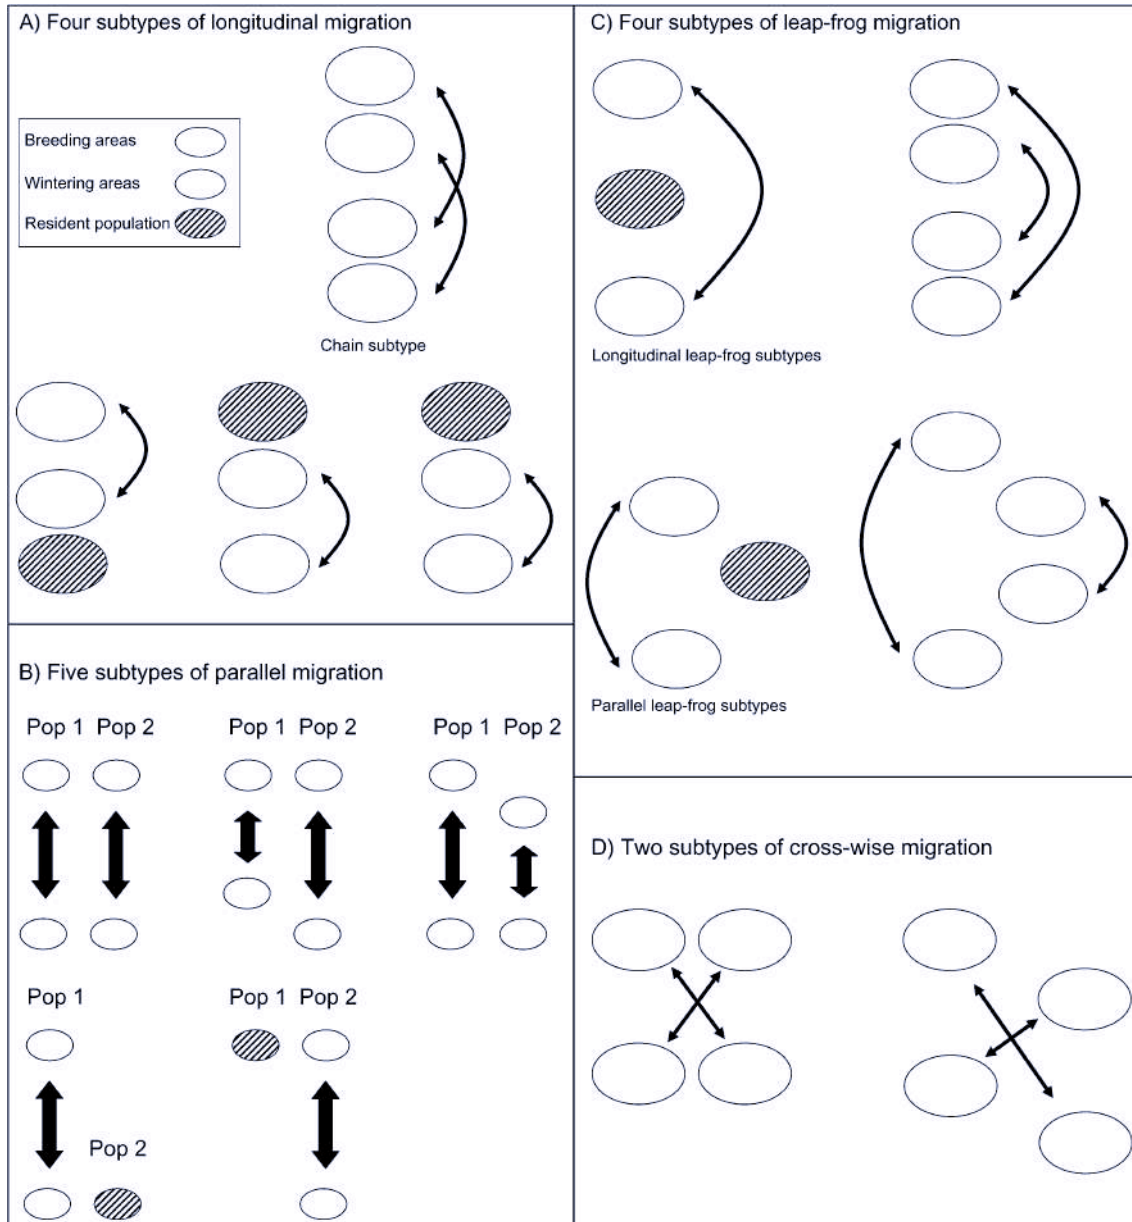 A) Four subtypes of longitudinal migration
Breeding areas
Wintering areas
Resident population
Chain subtype
B) Five subtypes of parallel migration
Pop 1 Pop 2
Pop 1 Pop 2
Pop 1 Pop 2
Pop 1
Pop 2
Pop 1 Pop 2
C) Four subtypes of leap-frog migration
Longitudinal leap-frog subtypes
Parallel leap-frog subtypes
D) Two subtypes of cross-wise migration